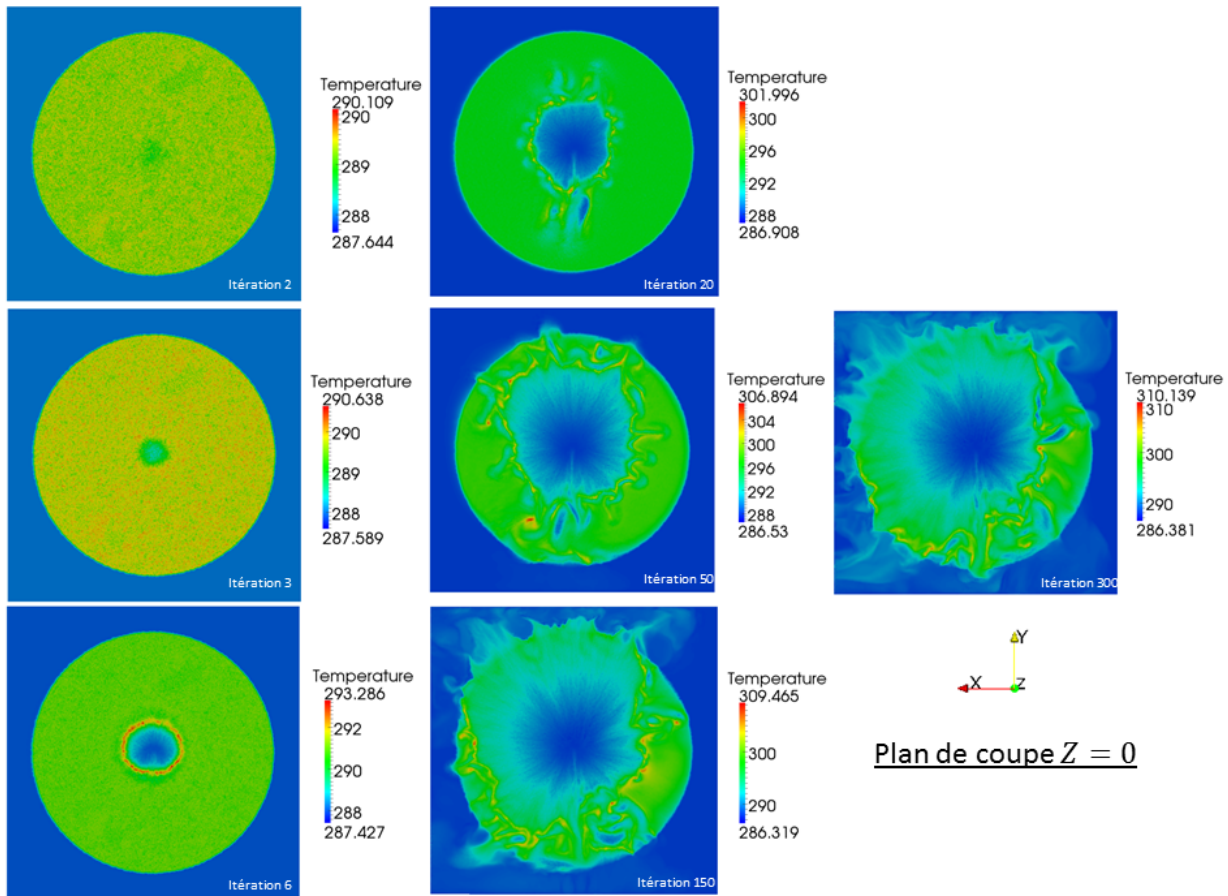 Temperature
290.109
290
289
288
287.644
Itération 2
Temperature
301.996
300
296
292
288
286.908
Itération 20
Temperature
290.638
290
289
288
287.589
Itération 3
Temperature
306.894
304
300
296
292
288
286.53
Itération 50
Temperature
310.139
310
300
290
286.381
Itération 300
Temperature
293.286
292
290
288
287.427
Itération 6
Temperature
309.465
300
290
286.319
Itération 150
Y
X
Z
Plan de coupe Z = 0